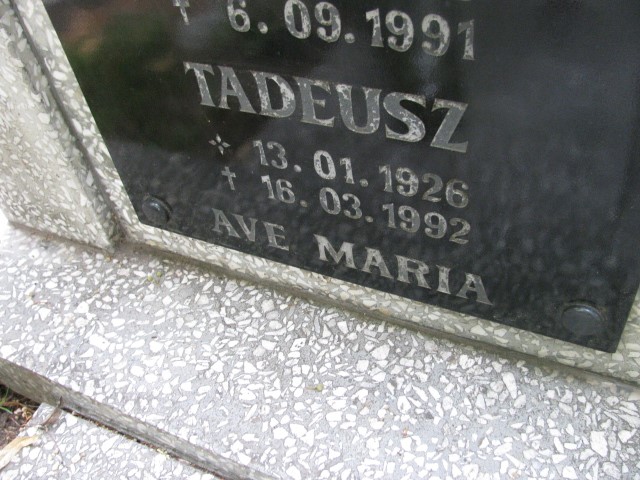 † 6.09.1991
TADEUSZ
* 13.01.1926
† 16.03.1992
AVE MARIA